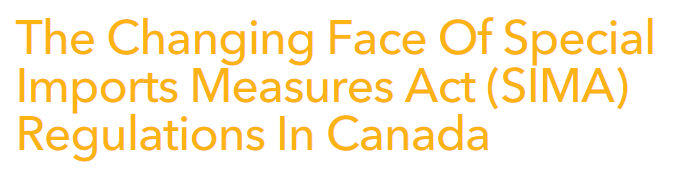 The Changing Face Of Special
Imports Measures Act (SIMA)
Regulations In Canada